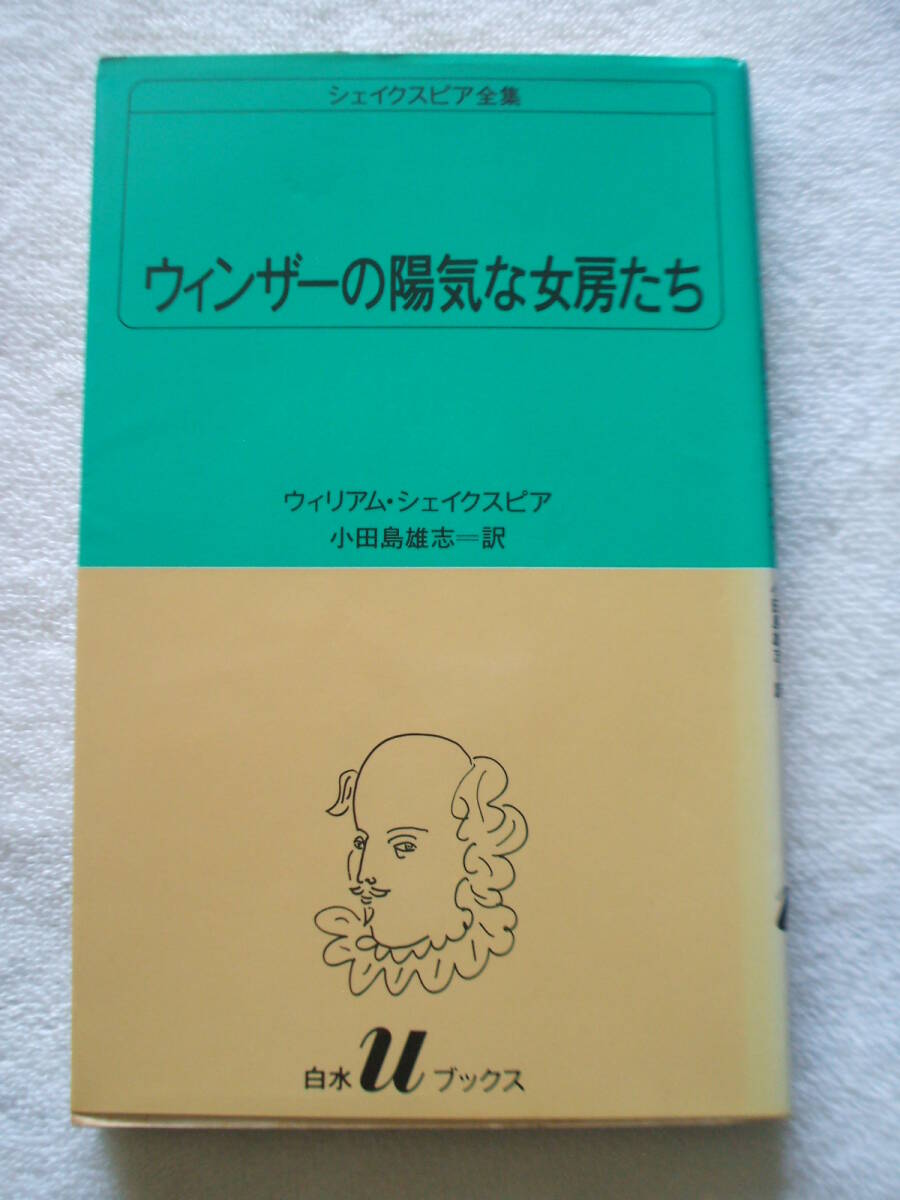 シェイクスピア全集
ウィンザーの陽気な女房たち
ウィリアム・シェイクスピア
小田島雄志＝訳
白水uブックス